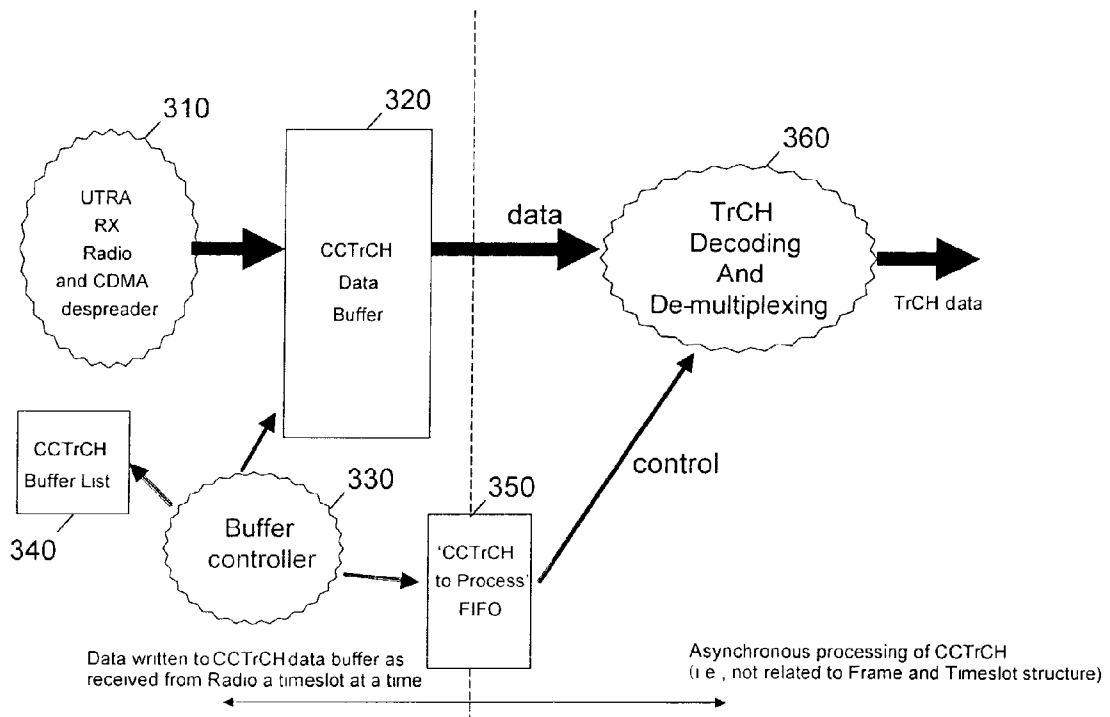 310
UTRA
RX
Radio
and CDMA
despreader
320
CCTrCH
Data
Buffer
data
360
TrCH
Decoding
And
De-multiplexing
TrCH data
CCTrCH
Buffer List
340
330
Buffer
controller
350
'CCTrCH
to Process'
FIFO
control
Data written to CCTrCH data buffer as
received from Radio a timeslot at a time
Asynchronous processing of CCTrCH
(i e , not related to Frame and Timeslot structure)